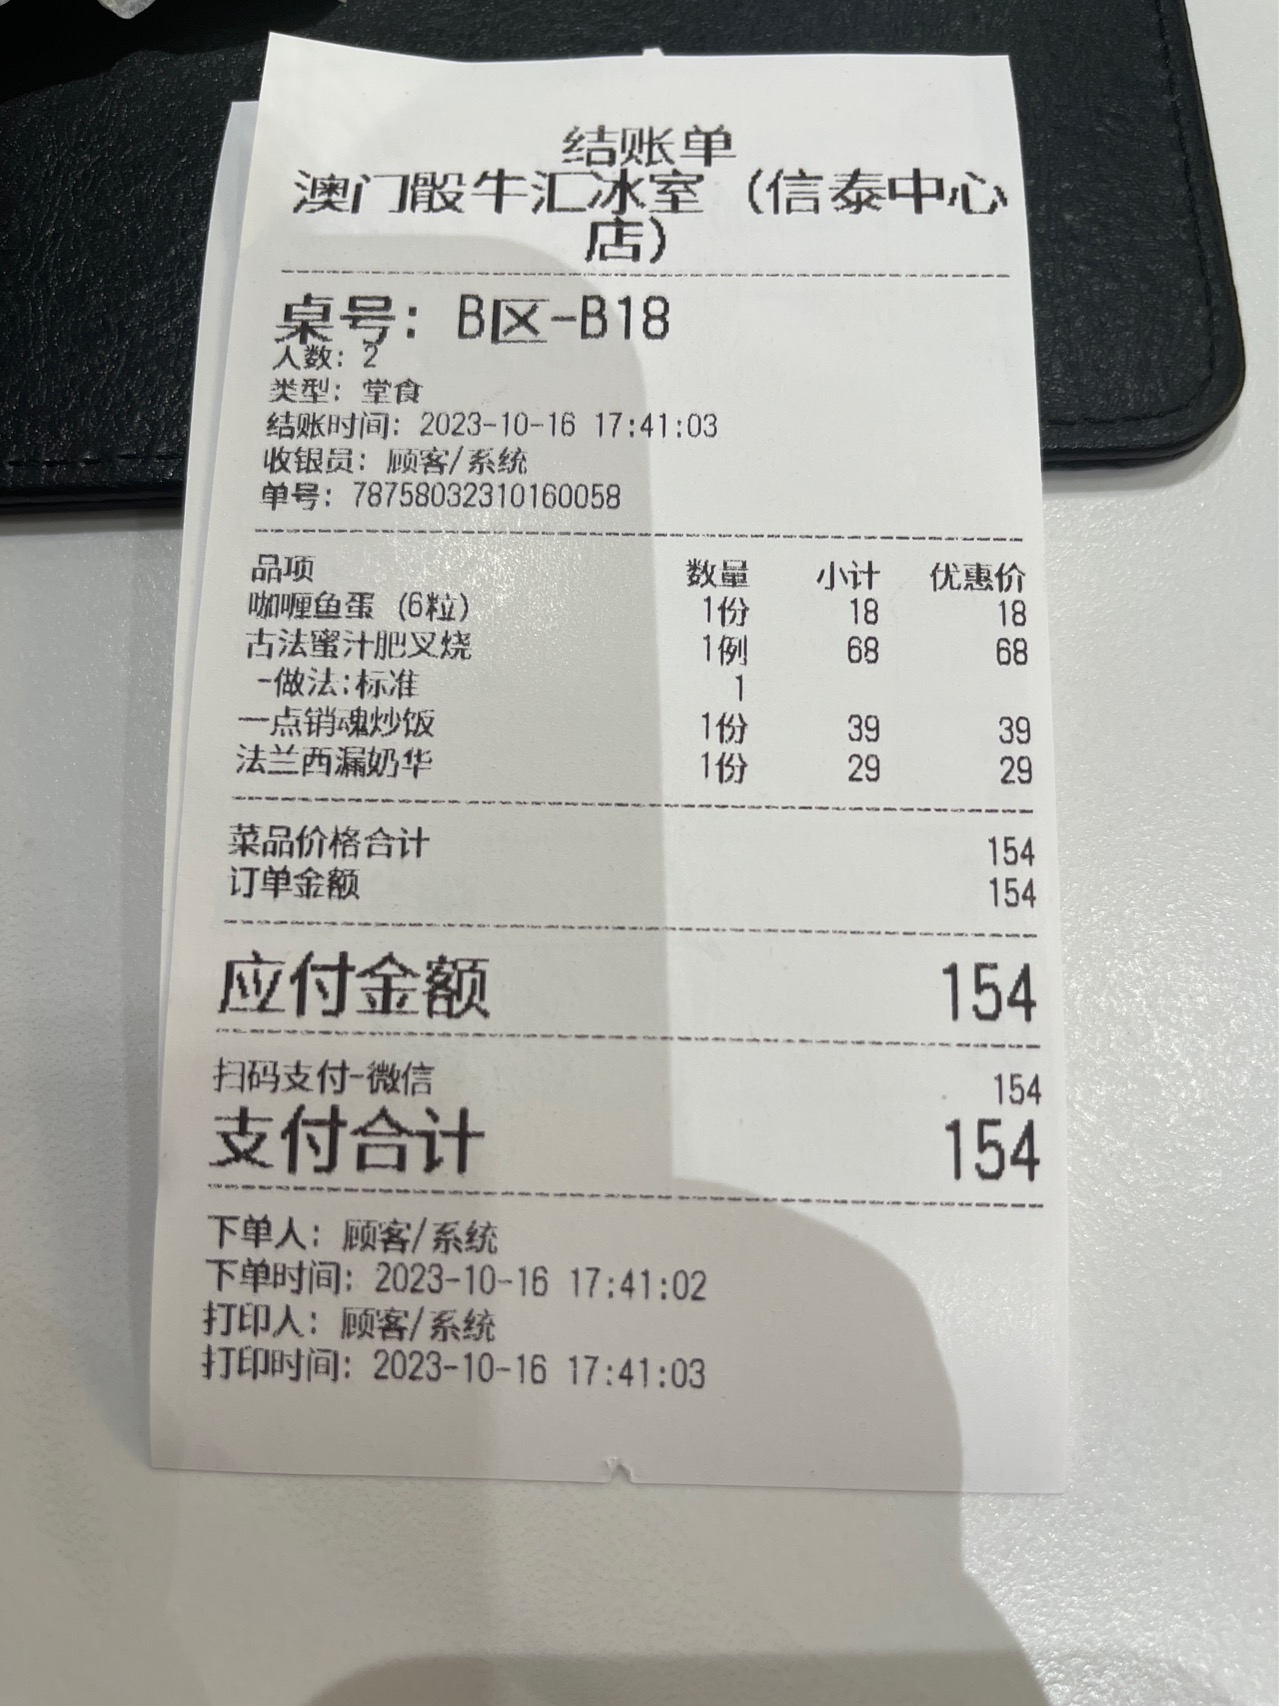 结账单
澳门骰牛汇冰室（信泰中心
店）
桌号：B区-B18
人数：2
类型：堂食
结账时间：2023-10-16 17:41:03
收银员：顾客/系统
单号：78758032310160058
品项 数量 小计 优惠价
咖喱鱼蛋（6粒） 1份 18 18
古法蜜汁肥叉烧 1例 68 68
-做法:标准 1
一点销魂炒饭 1份 39 39
法兰西漏奶华 1份 29 29
菜品价格合计 154
订单金额 154
应付金额 154
扫码支付-微信 154
支付合计 154
下单人：顾客/系统
下单时间：2023-10-16 17:41:02
打印人：顾客/系统
打印时间：2023-10-16 17:41:03